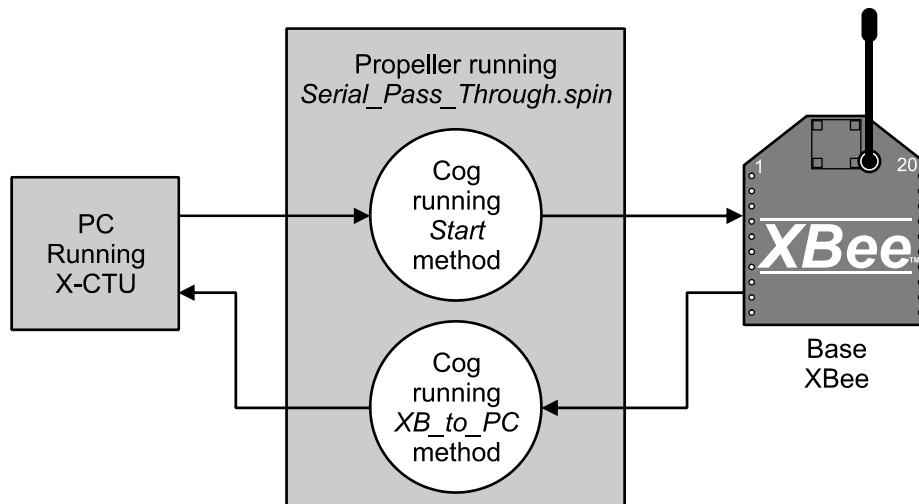 Propeller running
Serial_Pass_Through.spin
PC
Running
X-CTU
Cog
running
Start
method
Cog
running
XB_to_PC
method
1
20
XBee™
Base
XBee